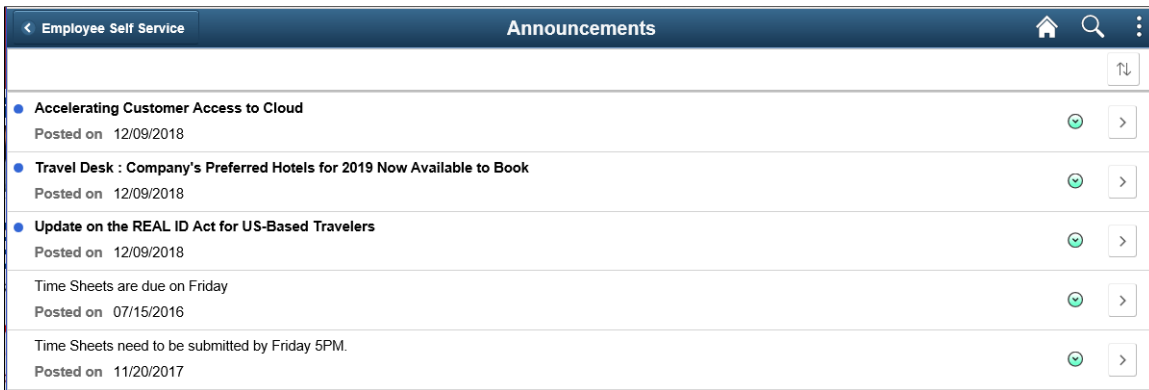 Employee Self Service
Announcements
Accelerating Customer Access to Cloud
Posted on 12/09/2018
Travel Desk : Company's Preferred Hotels for 2019 Now Available to Book
Posted on 12/09/2018
Update on the REAL ID Act for US-Based Travelers
Posted on 12/09/2018
Time Sheets are due on Friday
Posted on 07/15/2016
Time Sheets need to be submitted by Friday 5PM.
Posted on 11/20/2017